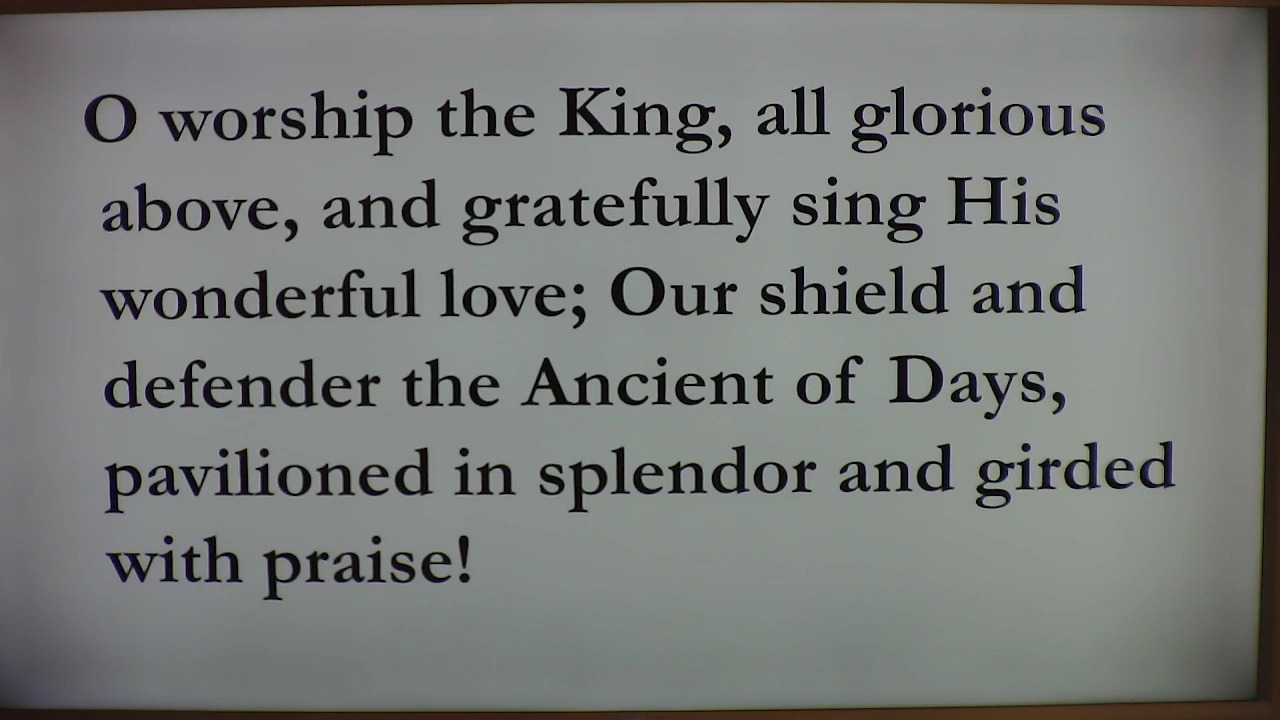 O worship the King, all glorious
above, and gratefully sing His
wonderful love; Our shield and
defender the Ancient of Days,
pavilioned in splendor and girded
with praise!